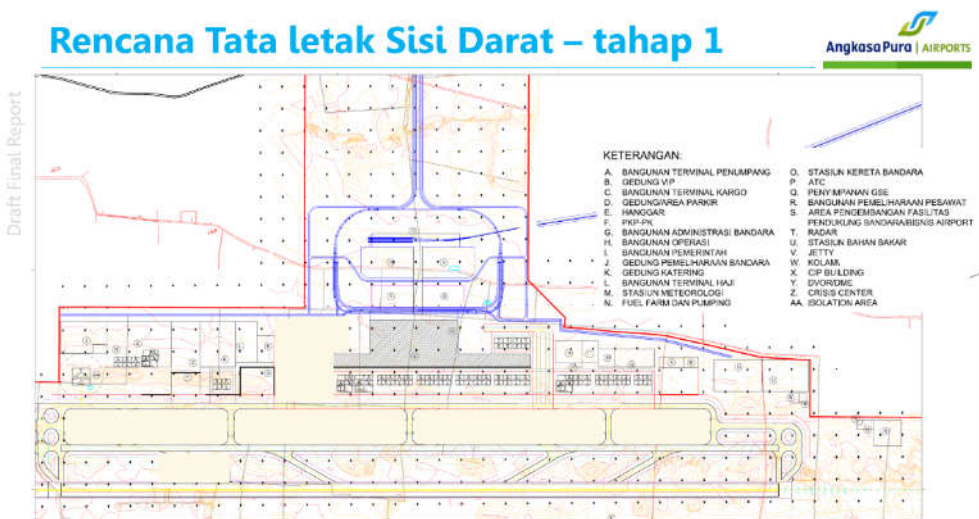 Rencana Tata letak Sisi Darat – tahap 1
AngkasaPura | AIRPORTS
Draft Final Report
KETERANGAN:
A. BANGUNAN TERMINAL PENUMPANG
B. GEDUNG VIP
C. BANGUNAN TERMINAL KARGO
D. GEDUNG/AREA PARKIR
E. HANGGAR
F. PKP-PK
G. BANGUNAN ADMINISTRASI BANDARA
H. BANGUNAN OPERASI
I. BANGUNAN PEMERINTAH
J. GEDUNG PEMELIHARAAN BANDARA
K. GEDUNG KATERING
L. BANGUNAN TERMINAL HAJI
M. STASIUN METEOROLOGI
N. FUEL FARM DAN PUMPING
O. STASIUN KERETA BANDARA
P. ATC
Q. PENYIMPANAN GSE
R. BANGUNAN PEMELIHARAAN PESAWAT
S. AREA PENGEMBANGAN FASILITAS
PENDUKUNG BANDARA/BISNIS AIRPORT
T. RADAR
U. STASIUN BAHAN BAKAR
V. JETTY
W. KOLAM
X. CIP BUILDING
Y. DVOR/DME
Z. CRISIS CENTER
AA. ISOLATION AREA